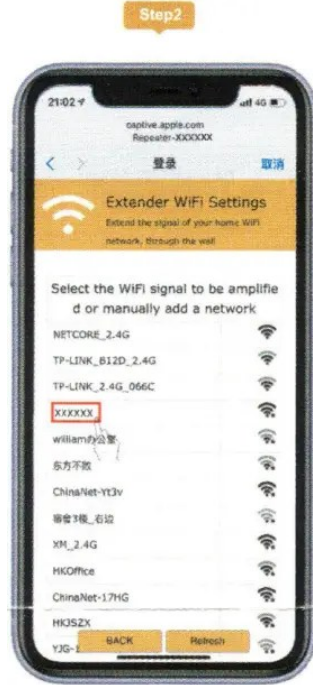 Step2
21:02
4G
captive.apple.com
Repeater-XXXXXX
登录
取消
Extender WiFi Settings
Extend the signal of your home WiFi
network, through the wall
Select the WiFi signal to be amplifie
d or manually add a network
NETCORE_2.4G
TP-LINK_B12D_2.4G
TP-LINK_2.4G_066C
XXXXXX
william办公室
东方不败
ChinaNet-Yt3v
宿舍3楼_右边
XM_2.4G
HKOffice
ChinaNet-17HG
HKJSZX
BACK
Refresh